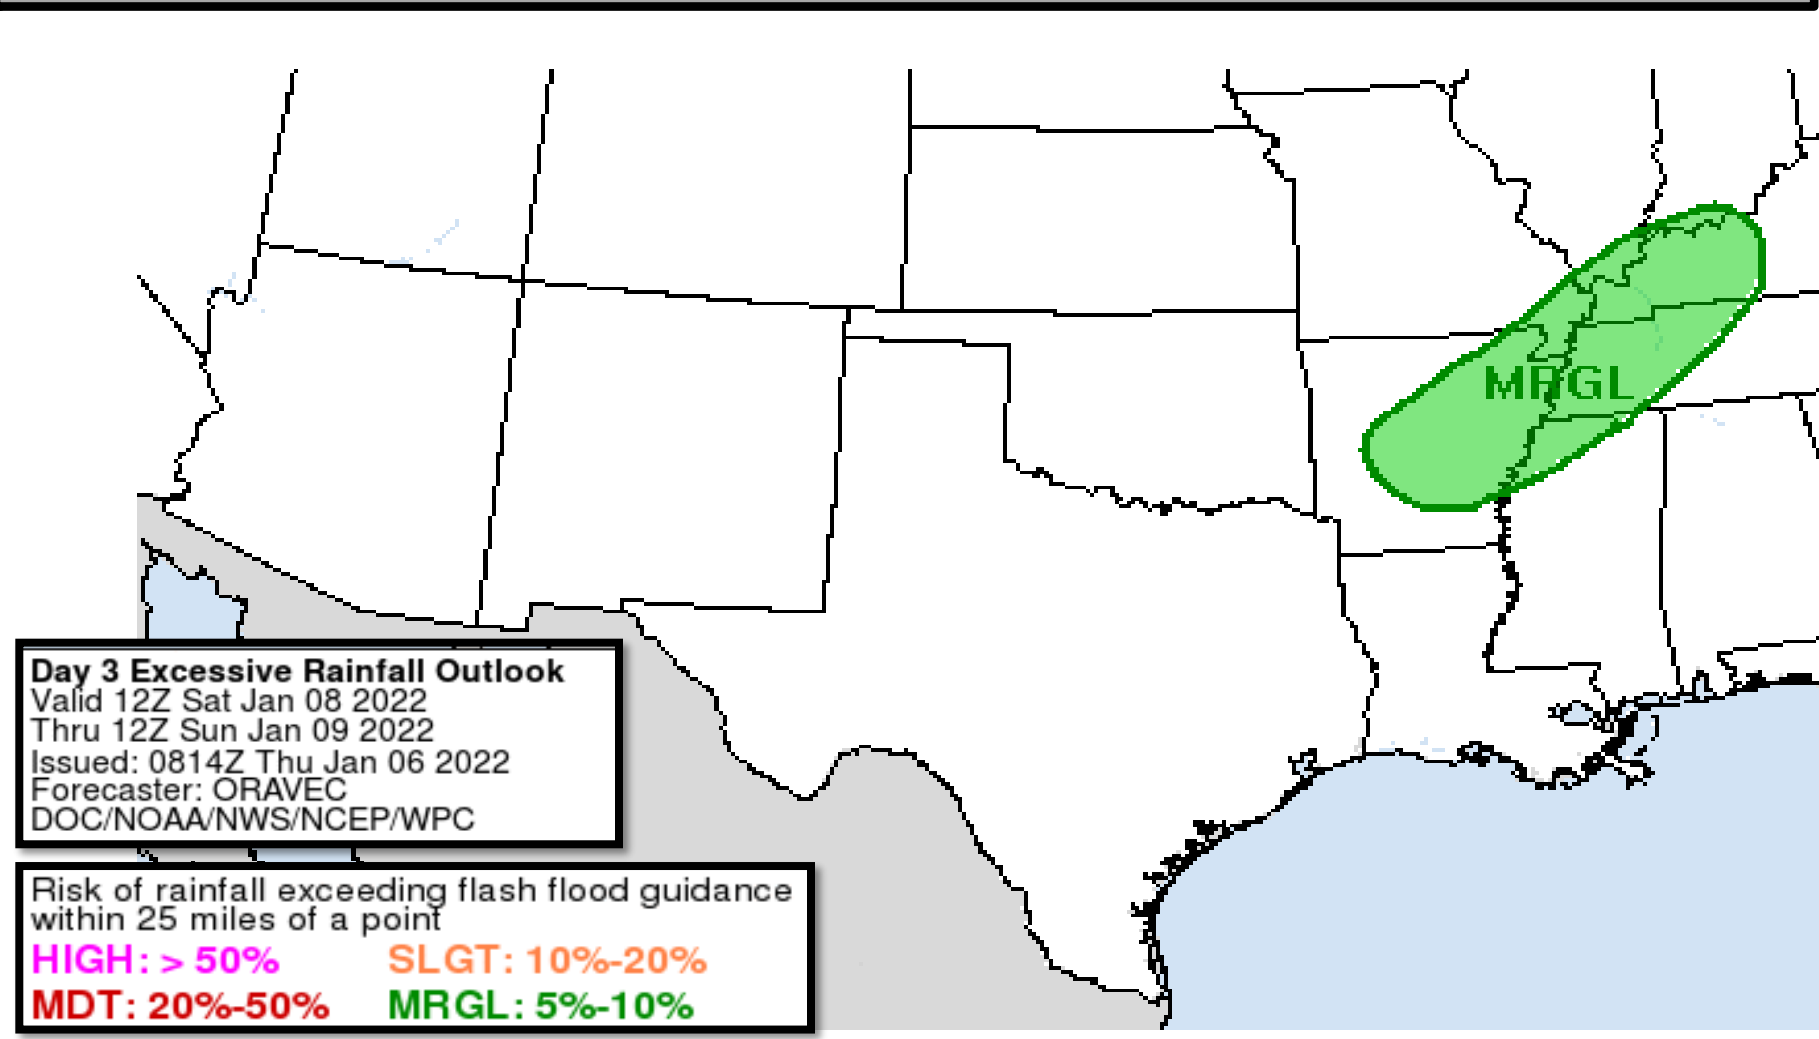 MRGL
Day 3 Excessive Rainfall Outlook
Valid 12Z Sat Jan 08 2022
Thru 12Z Sun Jan 09 2022
Issued: 0814Z Thu Jan 06 2022
Forecaster: ORAVEC
DOC/NOAA/NWS/NCEP/WPC
Risk of rainfall exceeding flash flood guidance
within 25 miles of a point
HIGH: > 50% SLGT: 10%-20%
MDT: 20%-50% MRGL: 5%-10%